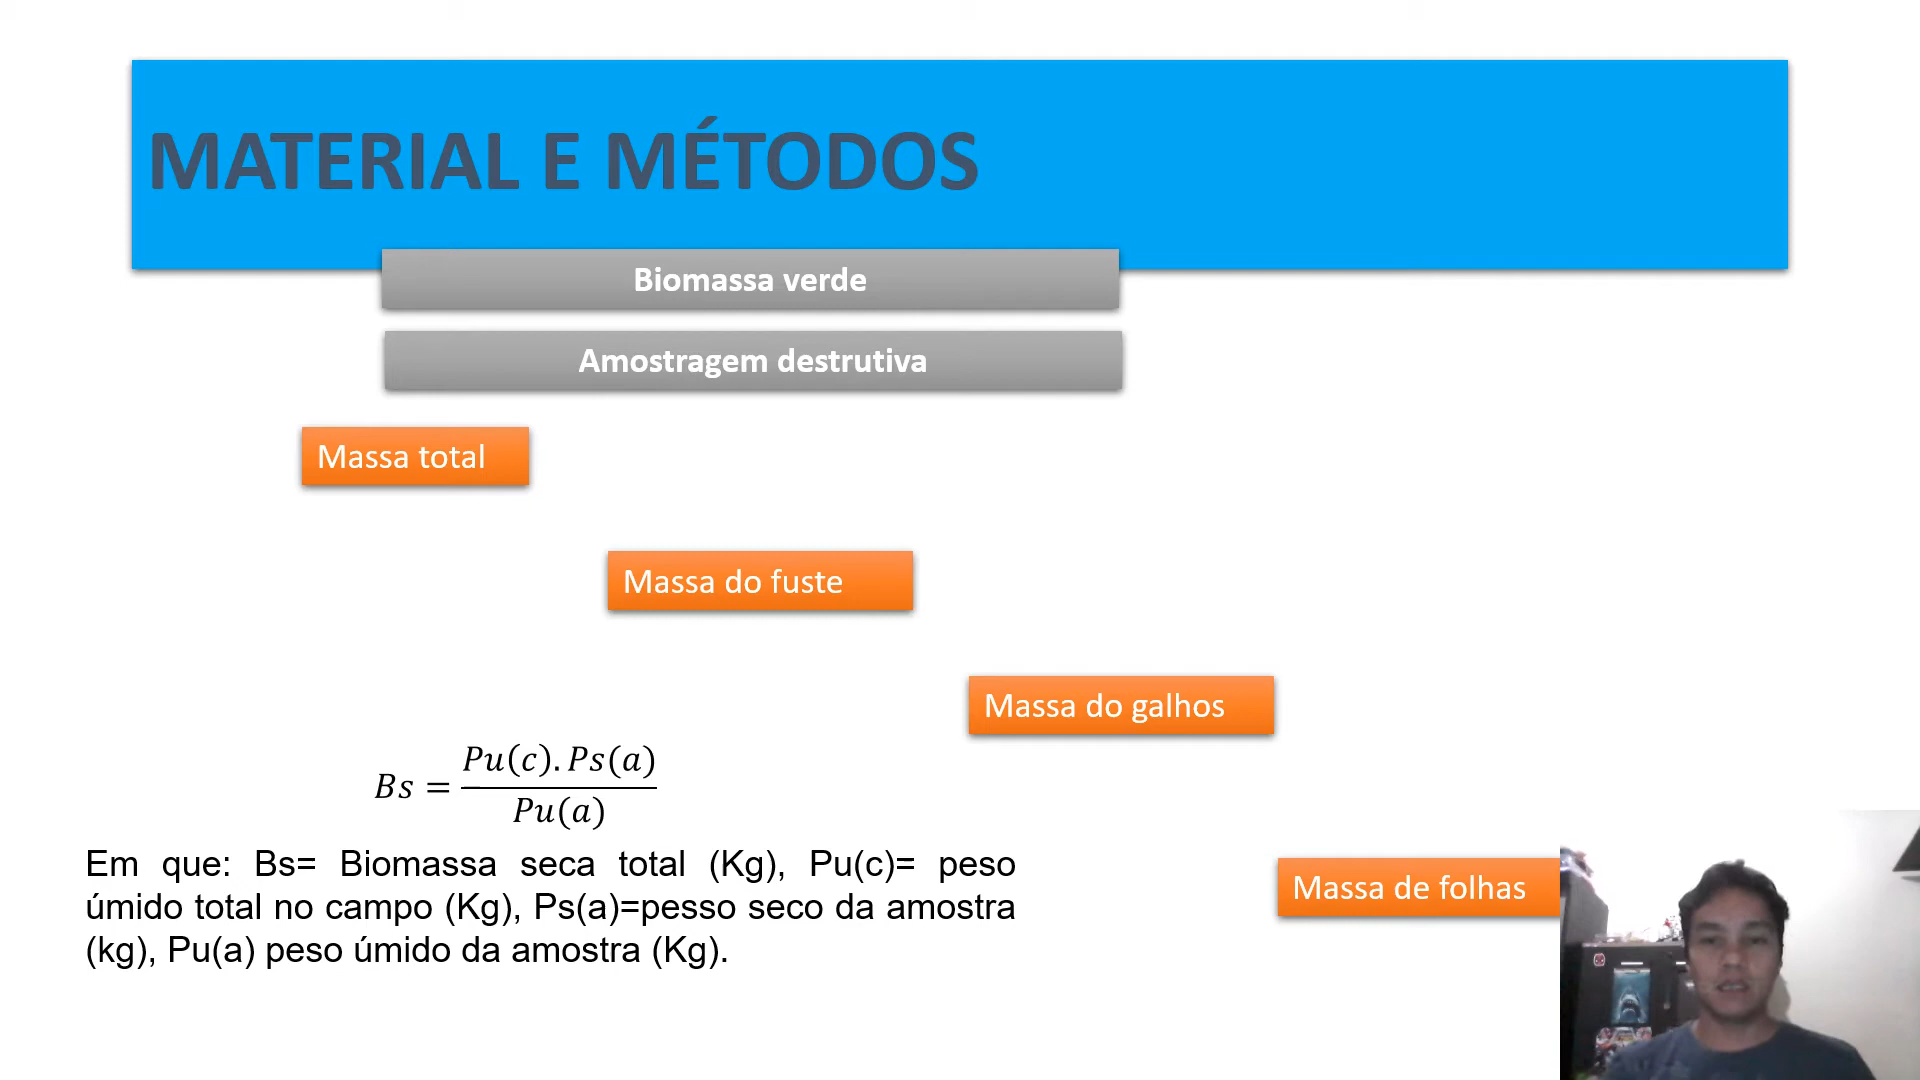 MATERIAL E MÉTODOS
Biomassa verde
Amostragem destrutiva
Massa total
Massa do fuste
Massa do galhos
Bs = Pu(c). Ps(a) / Pu(a)
Em que: Bs= Biomassa seca total (Kg), Pu(c)= peso
úmido total no campo (Kg), Ps(a)=pesso seco da amostra
(kg), Pu(a) peso úmido da amostra (Kg).
Massa de folhas